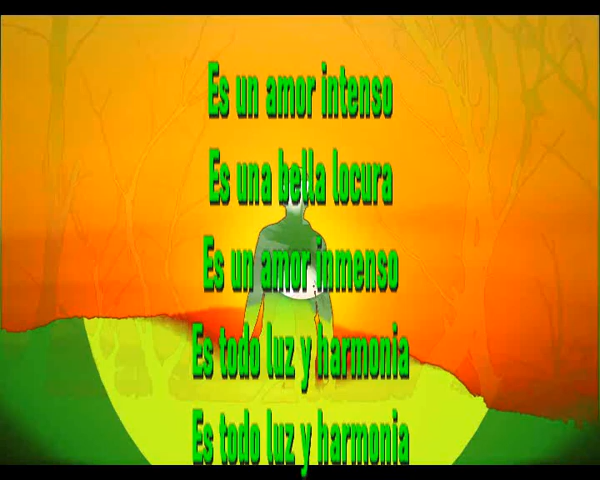 Es un amor intenso
Es una bella locura
Es un amor inmenso
Es todo luz y harmonia
Es todo luz y harmonia